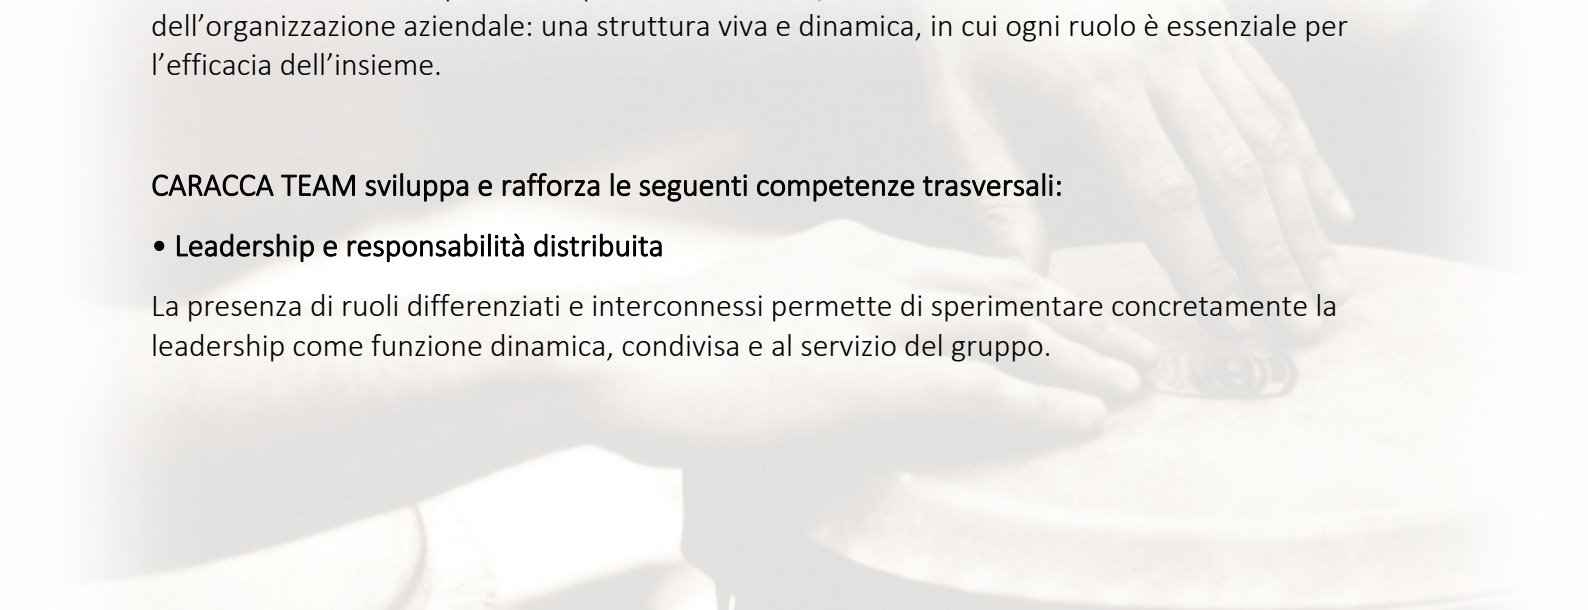 dell’organizzazione aziendale: una struttura viva e dinamica, in cui ogni ruolo è essenziale per
l’efficacia dell’insieme.
CARACCA TEAM sviluppa e rafforza le seguenti competenze trasversali:
• Leadership e responsabilità distribuita
La presenza di ruoli differenziati e interconnessi permette di sperimentare concretamente la
leadership come funzione dinamica, condivisa e al servizio del gruppo.